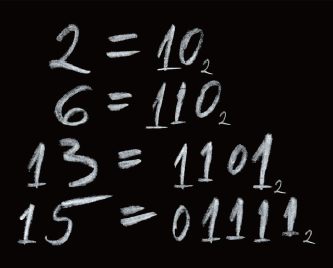 2 = 10₂
6 = 110₂
13 = 1101₂
15 = 01111₂